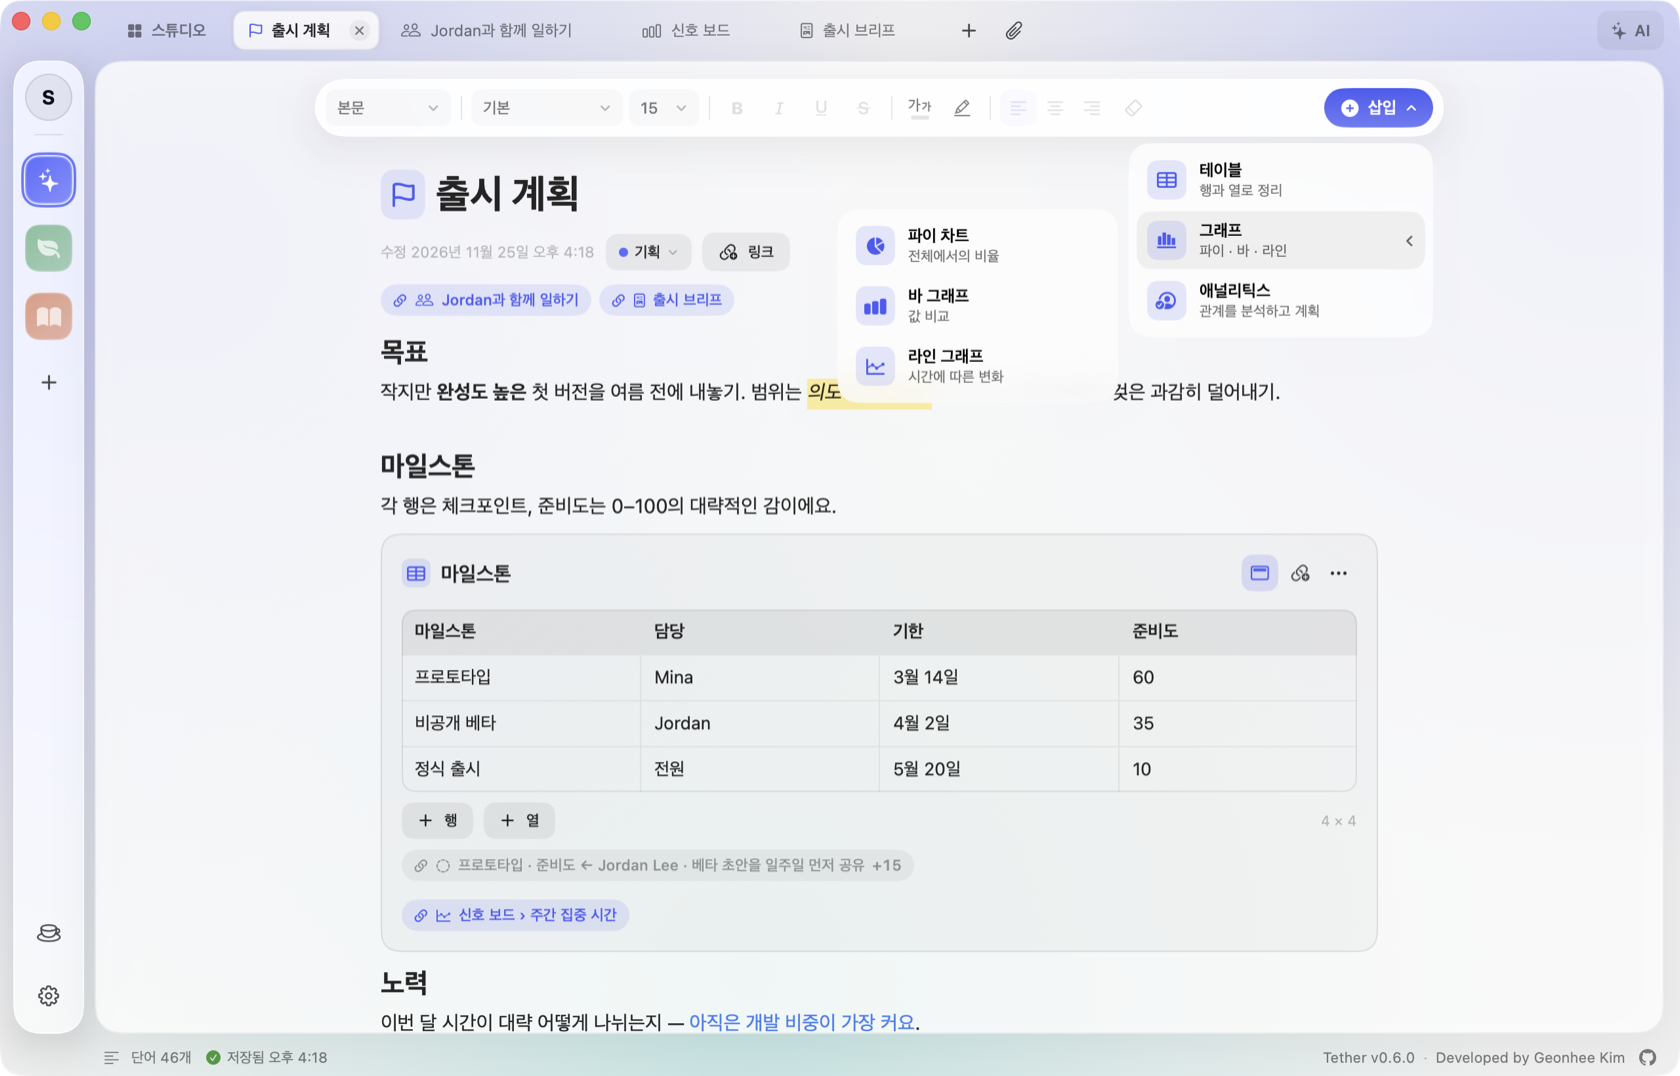 스튜디오
출시 계획
Jordan과 함께 일하기
신호 보드
출시 브리프
AI
S
본문
기본
15
B
I
U
S
가가
삽입
테이블
행과 열로 정리
그래프
파이 · 바 · 라인
애널리틱스
관계를 분석하고 계획
파이 차트
전체에서의 비율
바 그래프
값 비교
라인 그래프
시간에 따른 변화
출시 계획
수정 2026년 11월 25일 오후 4:18
기획
링크
Jordan과 함께 일하기
출시 브리프
목표
작지만 완성도 높은 첫 버전을 여름 전에 내놓기. 범위는 의도 것은 과감히 덜어내기.
마일스톤
각 행은 체크포인트, 준비도는 0–100의 대략적인 감이에요.
마일스톤
마일스톤 담당 기한 준비도
프로토타입 Mina 3월 14일 60
비공개 베타 Jordan 4월 2일 35
정식 출시 전원 5월 20일 10
+ 행
+ 열
4 × 4
프로토타입 · 준비도 ← Jordan Lee · 베타 초안을 일주일 먼저 공유 +15
신호 보드 › 주간 집중 시간
노력
이번 달 시간이 대략 어떻게 나뉘는지 — 아직은 개발 비중이 가장 커요.
단어 46개
저장됨 오후 4:18
Tether v0.6.0 · Developed by Geonhee Kim